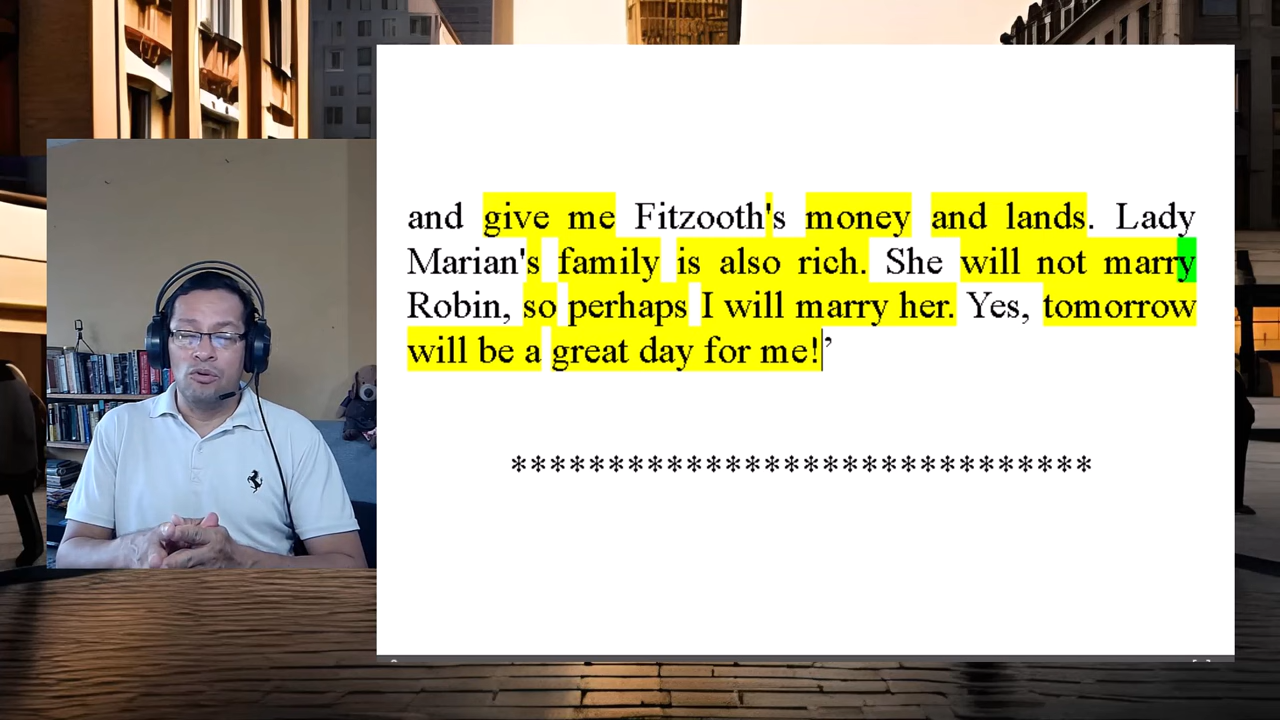 and give me Fitzooth's money and lands. Lady
Marian's family is also rich. She will not marry
Robin, so perhaps I will marry her. Yes, tomorrow
will be a great day for me!’
******************************